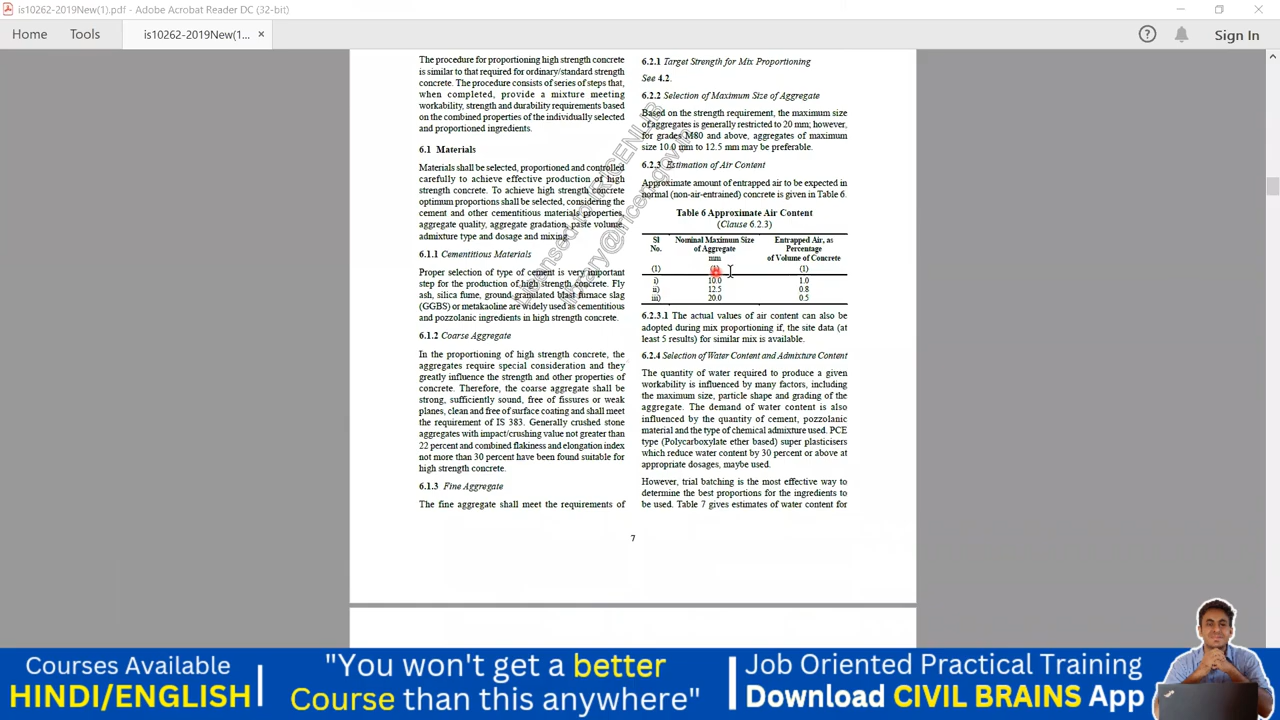 is10262-2019New(1).pdf - Adobe Acrobat Reader DC (32-bit)
Home
Tools
is10262-2019New(1...
Sign In
The procedure for proportioning high strength concrete
is similar to that required for ordinary/standard strength
concrete. The procedure consists of series of steps that,
when completed, provide a mixture meeting
workability, strength and durability requirements based
on the combined properties of the individually selected
and proportioned ingredients.
6.1 Materials
Materials shall be selected, proportioned and controlled
carefully to achieve effective production of high
strength concrete. To achieve high strength concrete
optimum proportions shall be selected, considering the
cement and other cementitious materials properties,
aggregate quality, aggregate gradation, paste volume,
admixture type and dosage and mixing.
6.1.1 Cementitious Materials
Proper selection of type of cement is very important
step for the production of high strength concrete. Fly
ash, silica fume, ground granulated blast furnace slag
(GGBS) or metakaoline are widely used as cementitious
and pozzolanic ingredients in high strength concrete.
6.1.2 Coarse Aggregate
In the proportioning of high strength concrete, the
aggregates require special consideration and they
greatly influence the strength and other properties of
concrete. Therefore, the coarse aggregate shall be
strong, sufficiently sound, free of fissures or weak
planes, clean and free of surface coating and shall meet
the requirement of IS 383. Generally crushed stone
aggregates with impact/crushing value not greater than
22 percent and combined flakiness and elongation index
not more than 30 percent have been found suitable for
high strength concrete.
6.1.3 Fine Aggregate
The fine aggregate shall meet the requirements of
6.2.1 Target Strength for Mix Proportioning
See 4.2.
6.2.2 Selection of Maximum Size of Aggregate
Based on the strength requirement, the maximum size
of aggregates is generally restricted to 20 mm; however,
for grades M80 and above, aggregates of maximum
size 10.0 mm to 12.5 mm may be preferable.
6.2.3 Estimation of Air Content
Approximate amount of entrapped air to be expected in
normal (non-air-entrained) concrete is given in Table 6.
Table 6 Approximate Air Content
(Clause 6.2.3)
Sl Nominal Maximum Size Entrapped Air, as
No. of Aggregate Percentage
mm of Volume of Concrete
(1) (1) (1)
i) 10.0 1.0
ii) 12.5 0.8
iii) 20.0 0.5
6.2.3.1 The actual values of air content can also be
adopted during mix proportioning if, the site data (at
least 5 results) for similar mix is available.
6.2.4 Selection of Water Content and Admixture Content
The quantity of water required to produce a given
workability is influenced by many factors, including
the maximum size, particle shape and grading of the
aggregate. The demand of water content is also
influenced by the quantity of cement, pozzolanic
material and the type of chemical admixture used. PCE
type (Polycarboxylate ether based) super plasticisers
which reduce water content by 30 percent or above at
appropriate dosages, maybe used.
However, trial batching is the most effective way to
determine the best proportions for the ingredients to
be used. Table 7 gives estimates of water content for
7
Courses Available
HINDI/ENGLISH
"You won't get a better
Course than this anywhere"
Job Oriented Practical Training
Download CIVIL BRAINS App